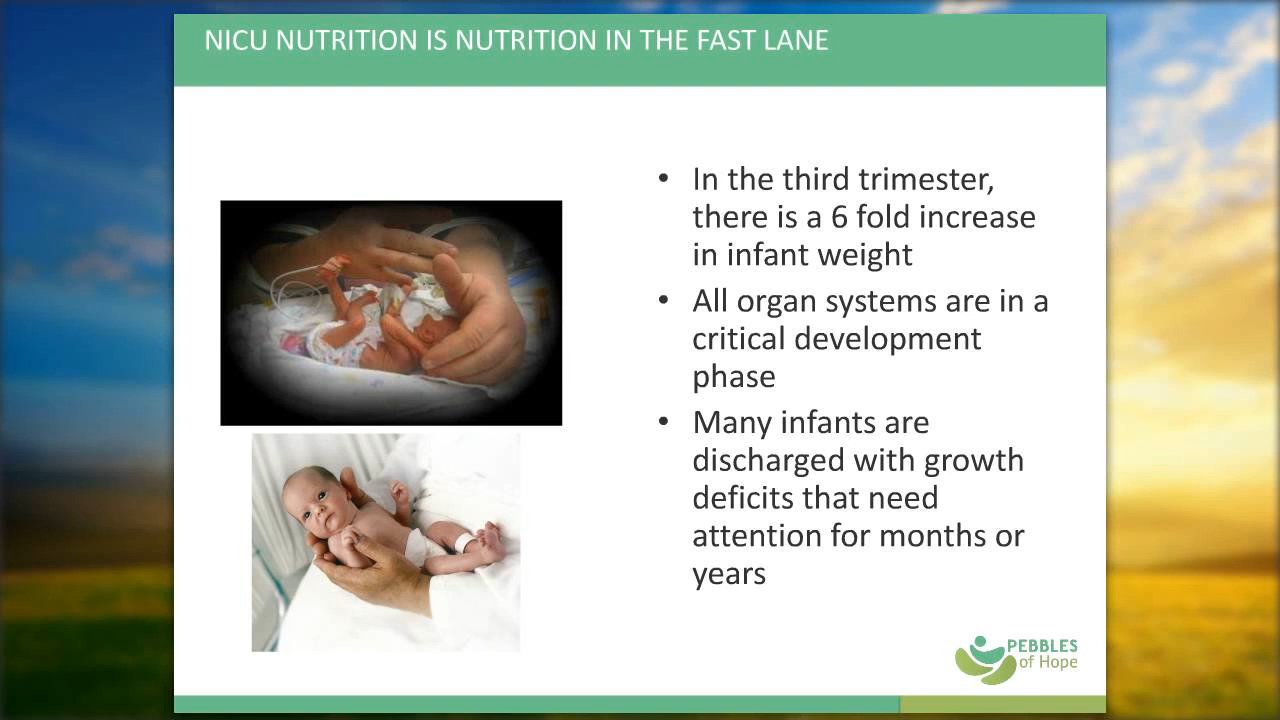 NICU NUTRITION IS NUTRITION IN THE FAST LANE
• In the third trimester,
there is a 6 fold increase
in infant weight
• All organ systems are in a
critical development
phase
• Many infants are
discharged with growth
deficits that need
attention for months or
years
PEBBLES
of Hope